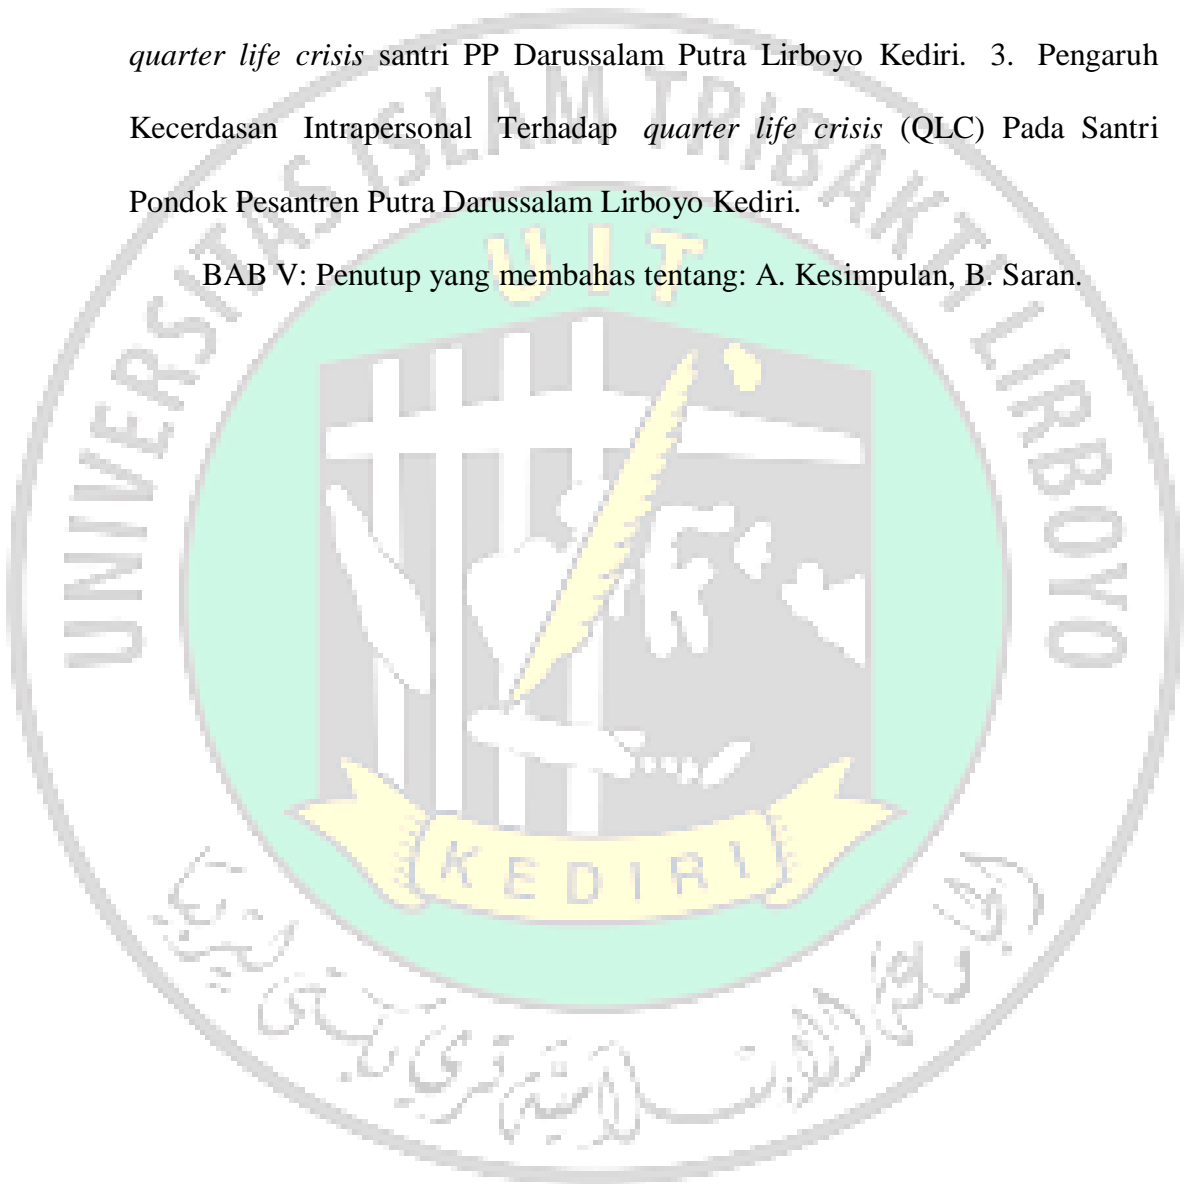 quarter life crisis santri PP Darussalam Putra Lirboyo Kediri. 3. Pengaruh
Kecerdasan Intrapersonal Terhadap quarter life crisis (QLC) Pada Santri
Pondok Pesantren Putra Darussalam Lirboyo Kediri.
BAB V: Penutup yang membahas tentang: A. Kesimpulan, B. Saran.
UNIVERSITAS ISLAM TRIBAKTI LIRBOYO
UIT
KEDIRI